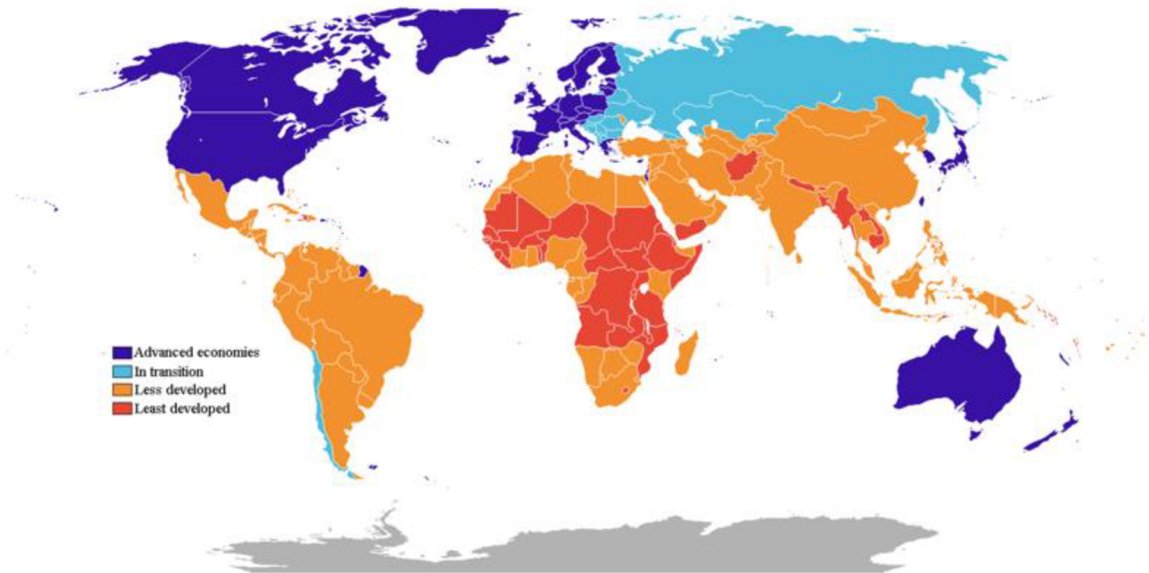 Advanced economies
In transition
Less developed
Least developed